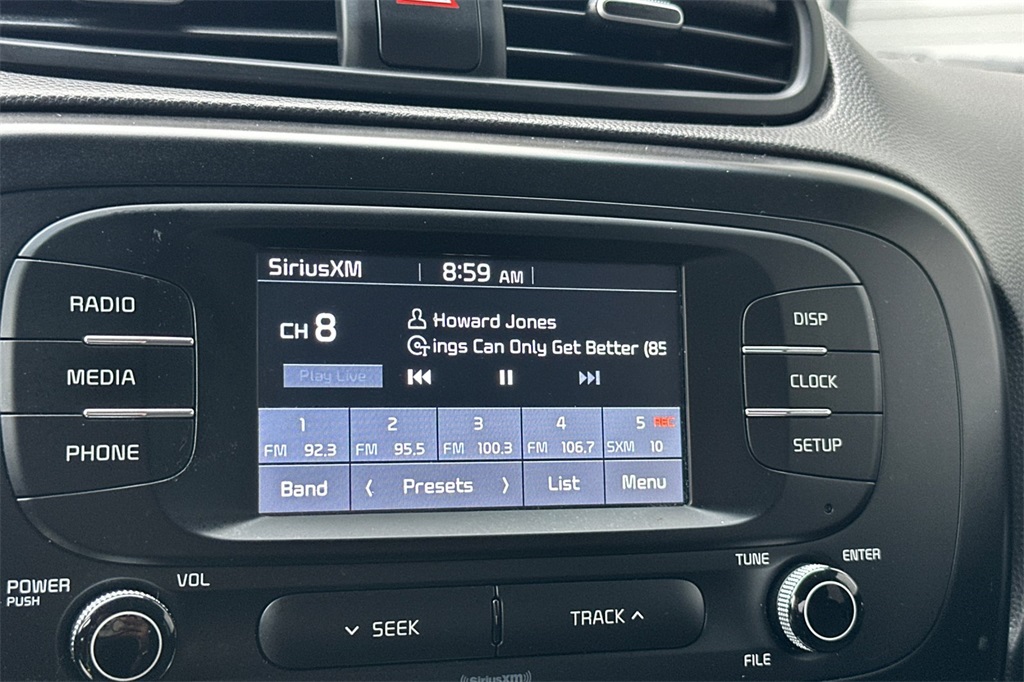 SiriusXM 8:59 AM
CH 8
Howard Jones
ings Can Only Get Better (85
Play Live
1 2 3 4 5 REC
FM 92.3 FM 95.5 FM 100.3 FM 106.7 SXM 10
Band Presets List Menu
RADIO
MEDIA
PHONE
DISP
CLOCK
SETUP
POWER
PUSH
VOL
SEEK
TRACK
TUNE
ENTER
FILE
SiriusXM